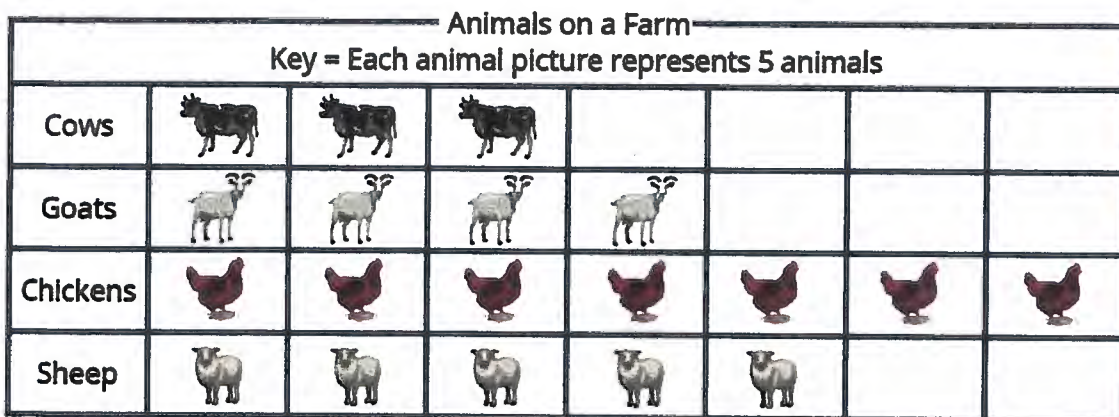 Animals on a Farm
Key = Each animal picture represents 5 animals
Cows
Goats
Chickens
Sheep